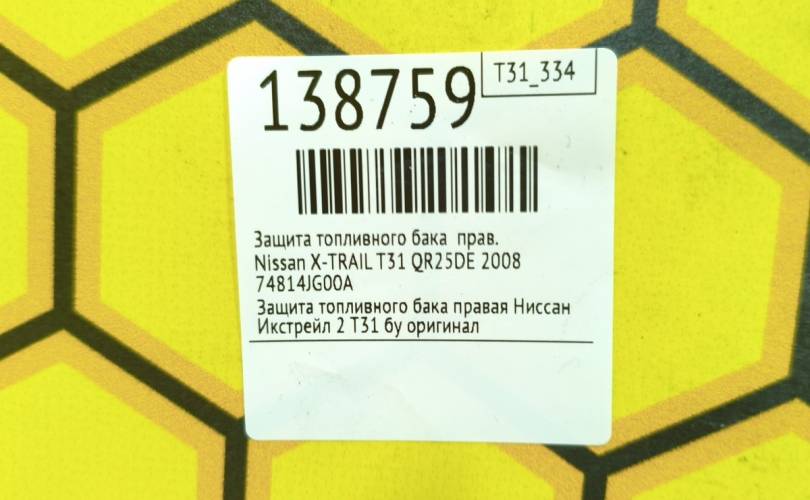 138759
T31_334
Защита топливного бака прав.
Nissan X-TRAIL T31 QR25DE 2008
74814JG00A
Защита топливного бака правая Ниссан
Икстрейл 2 Т31 бу оригинал